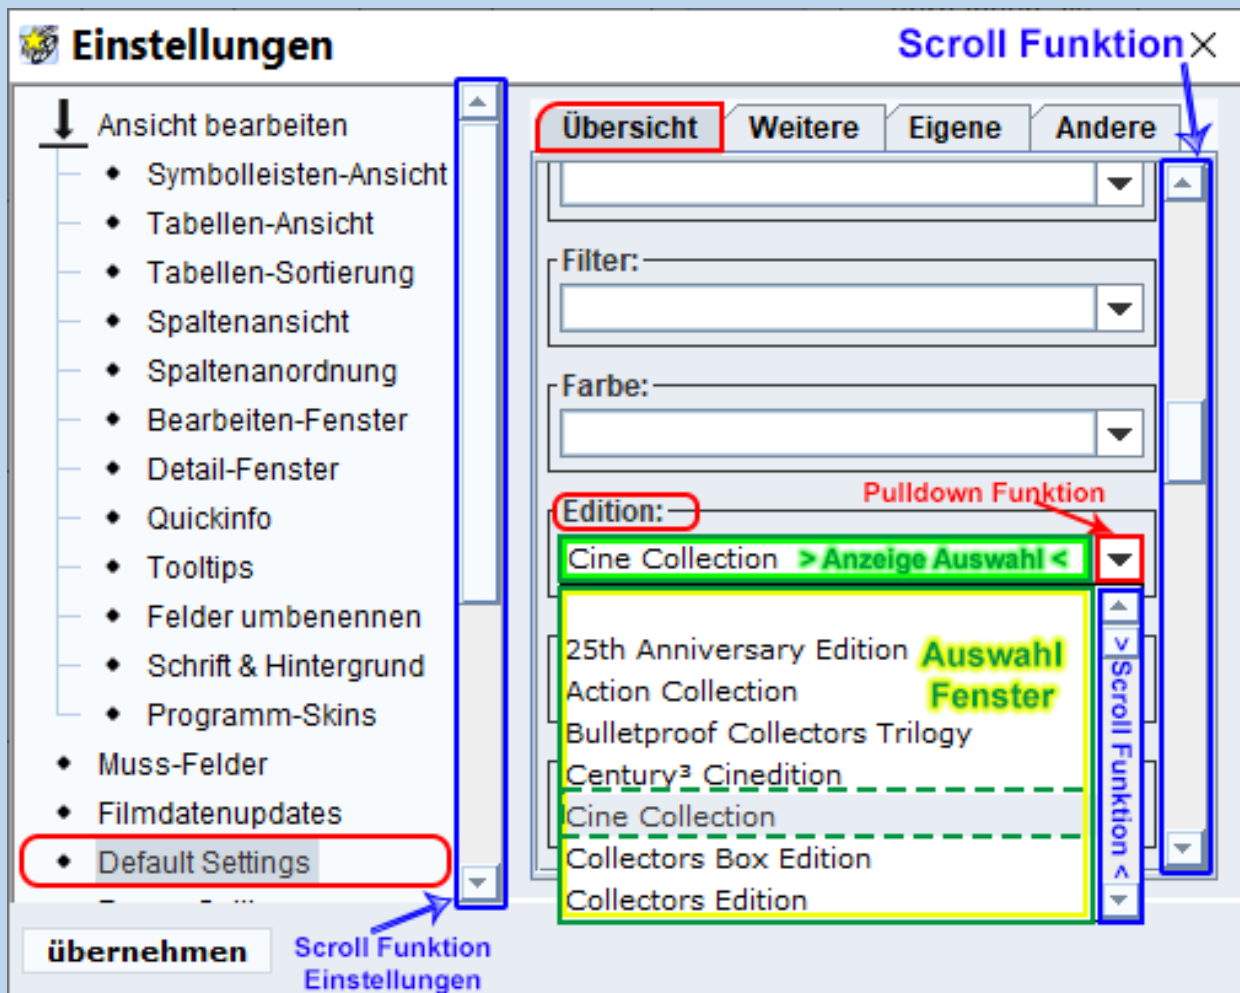 Einstellungen
Scroll Funktion
Ansicht bearbeiten
Symbolleisten-Ansicht
Tabellen-Ansicht
Tabellen-Sortierung
Spaltenansicht
Spaltenanordnung
Bearbeiten-Fenster
Detail-Fenster
Quickinfo
Tooltips
Felder umbenennen
Schrift & Hintergrund
Programm-Skins
Muss-Felder
Filmdatenupdates
Default Settings
übernehmen
Scroll Funktion
Einstellungen
Übersicht Weitere Eigene Andere
Filter:
Farbe:
Pulldown Funktion
Edition:
Cine Collection > Anzeige Auswahl <
25th Anniversary Edition
Action Collection
Bulletproof Collectors Trilogy
Century³ Cinedition
Cine Collection
Collectors Box Edition
Collectors Edition
Auswahl
Fenster
> Scroll Funktion <